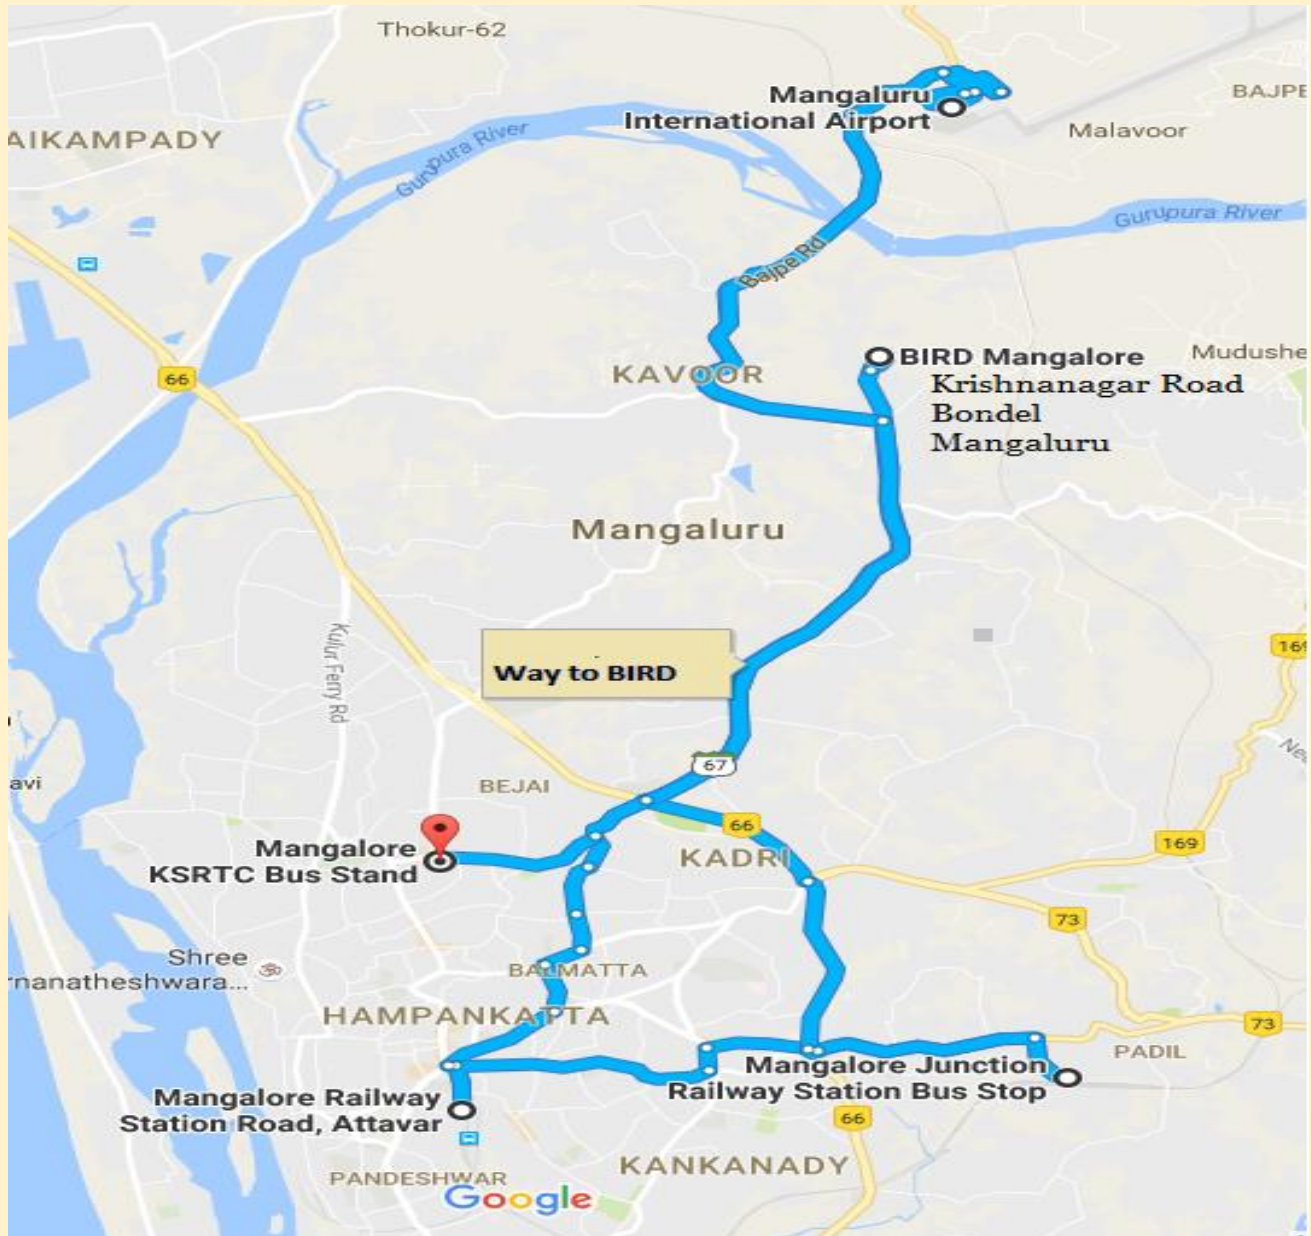 Thokur-62
Mangaluru
International Airport
BAJPE
Malavoor
AIKAMPADY
Gurupura River
Gurupura River
Bajpe Rd
66
BIRD Mangalore
Krishnanagar Road
Bondel
Mangaluru
Mudushe
KAVOOR
Mangaluru
Kulur Ferry Rd
Way to BIRD
169
67
avi
BEJAI
66
Mangalore
KSRTC Bus Stand
KADRI
169
73
Shree
rnanatheshwara...
BALMATTA
HAMPANKATTA
73
PADIL
Mangalore Junction
Railway Station Bus Stop
Mangalore Railway
Station Road, Attavar
66
KANKANADY
PANDESHWAR
Google